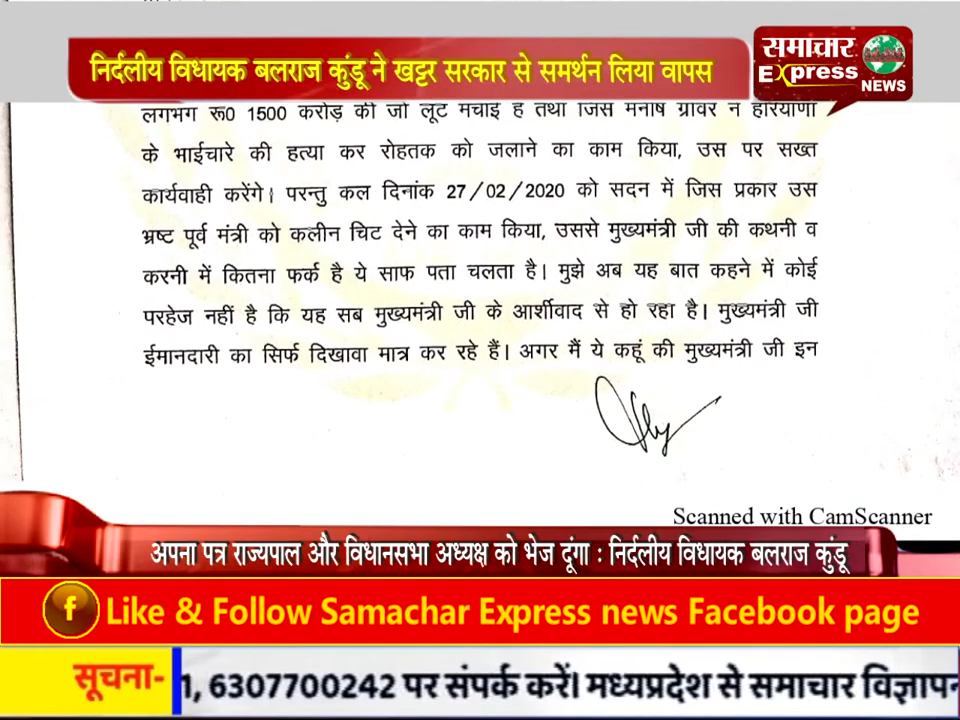 निर्दलीय विधायक बलराज कुंडू ने खट्टर सरकार से समर्थन लिया वापस
समाचार
Express
NEWS
लगभग रू0 1500 करोड़ की जो लूट मचाई है तथा जिस मनीष ग्रोवर ने हरियाणा
के भाईचारे की हत्या कर रोहतक को जलाने का काम किया, उस पर सख्त
कार्यवाही करेंगे। परन्तु कल दिनांक 27/02/2020 को सदन में जिस प्रकार उस
भ्रष्ट पूर्व मंत्री को कलीन चिट देने का काम किया, उससे मुख्यमंत्री जी की कथनी व
करनी में कितना फर्क है ये साफ पता चलता है। मुझे अब यह बात कहने में कोई
परहेज नहीं है कि यह सब मुख्यमंत्री जी के आर्शीवाद से हो रहा है। मुख्यमंत्री जी
ईमानदारी का सिर्फ दिखावा मात्र कर रहे हैं। अगर मैं ये कहूं की मुख्यमंत्री जी इन
Scanned with CamScanner
अपना पत्र राज्यपाल और विधानसभा अध्यक्ष को भेज दूंगा : निर्दलीय विधायक बलराज कुंडू
f Like & Follow Samachar Express news Facebook page
सूचना- 1, 6307700242 पर संपर्क करें। मध्यप्रदेश से समाचार विज्ञापन